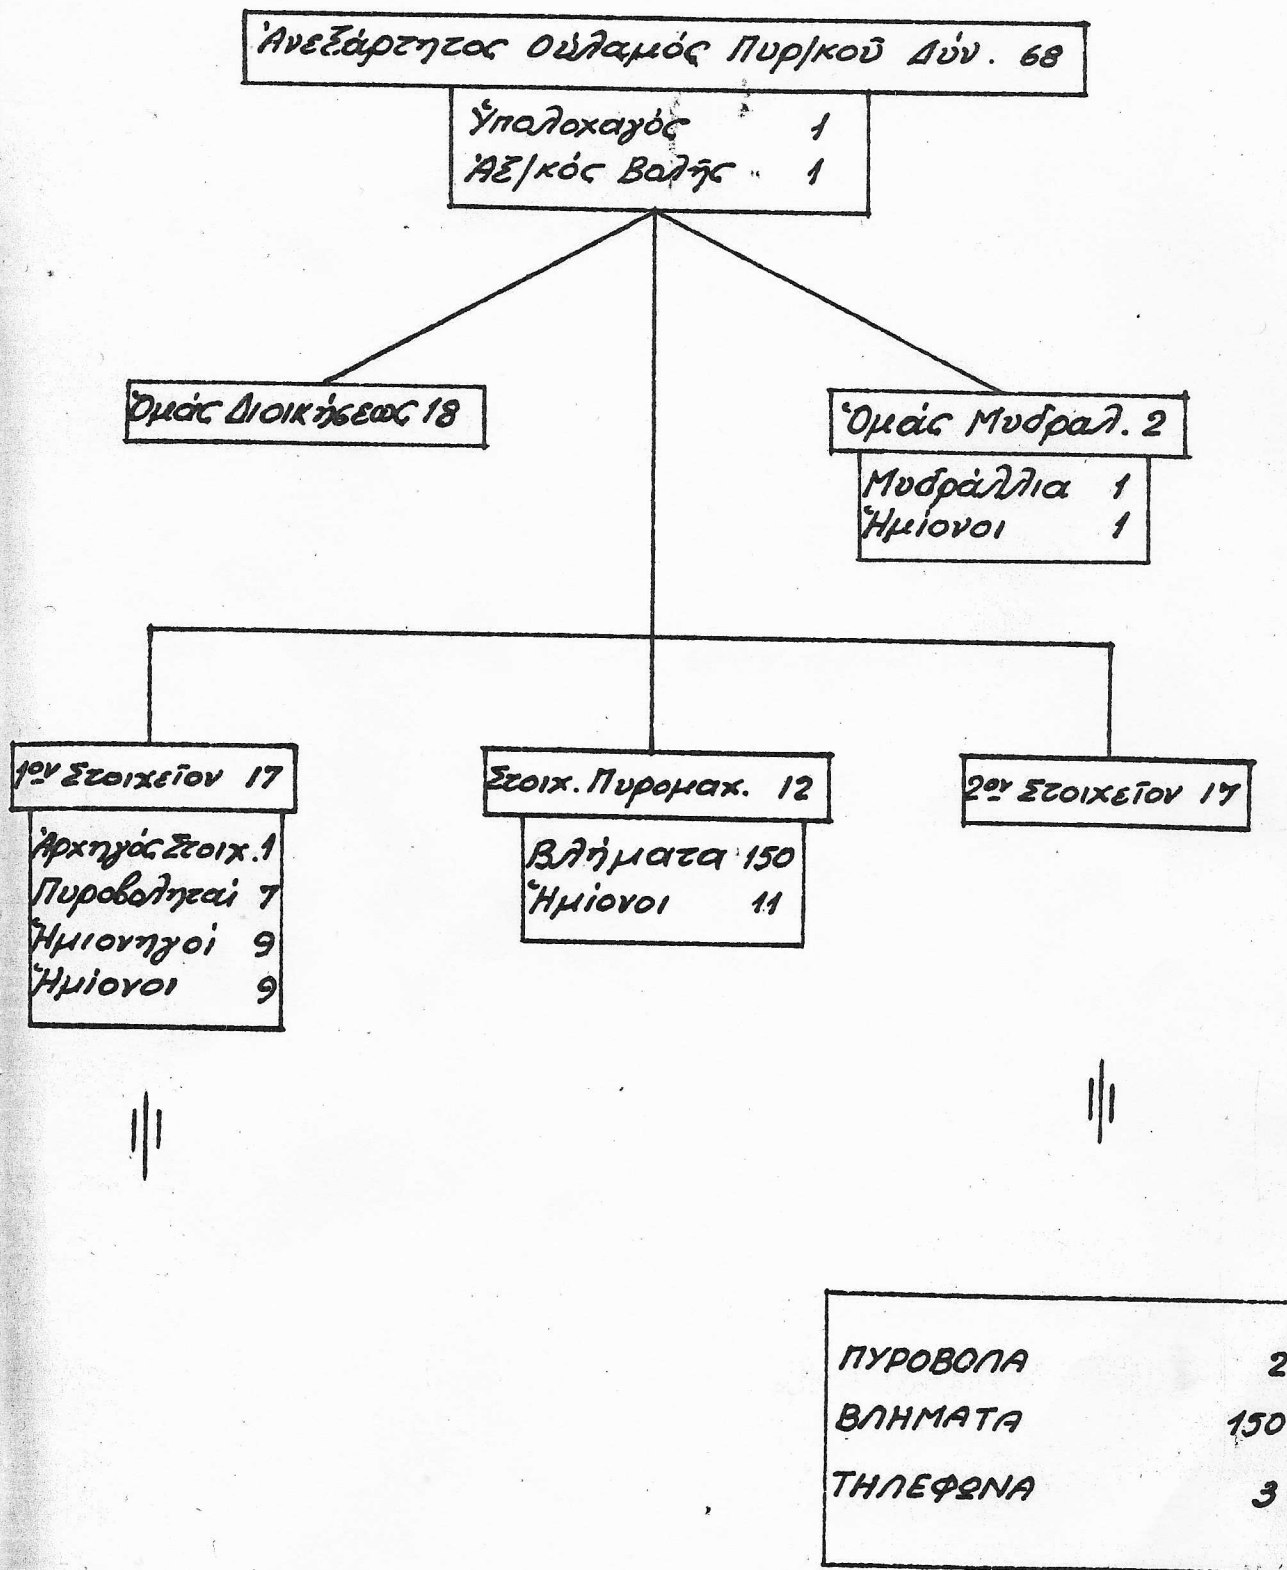 Ἀνεξάρτητος Οὐλαμός Πυρ/κοῦ Δύν. 68
Ὑπολοχαγός 1
Ἀξ/κός Βολῆς 1
Ὁμάς Διοικήσεως 18
Ὁμάς Μυδραλ. 2
Μυδράλλια 1
Ἡμίονοι 1
1ον Στοιχεῖον 17
Ἀρχηγός Στοιχ. 1
Πυροβοληταί 7
Ἡμιονηγοί 9
Ἡμίονοι 9
Στοιχ. Πυρομαχ. 12
Βλήματα 150
Ἡμίονοι 11
2ον Στοιχεῖον 17
ΠΥΡΟΒΟΛΑ 2
ΒΛΗΜΑΤΑ 150
ΤΗΛΕΦΩΝΑ 3